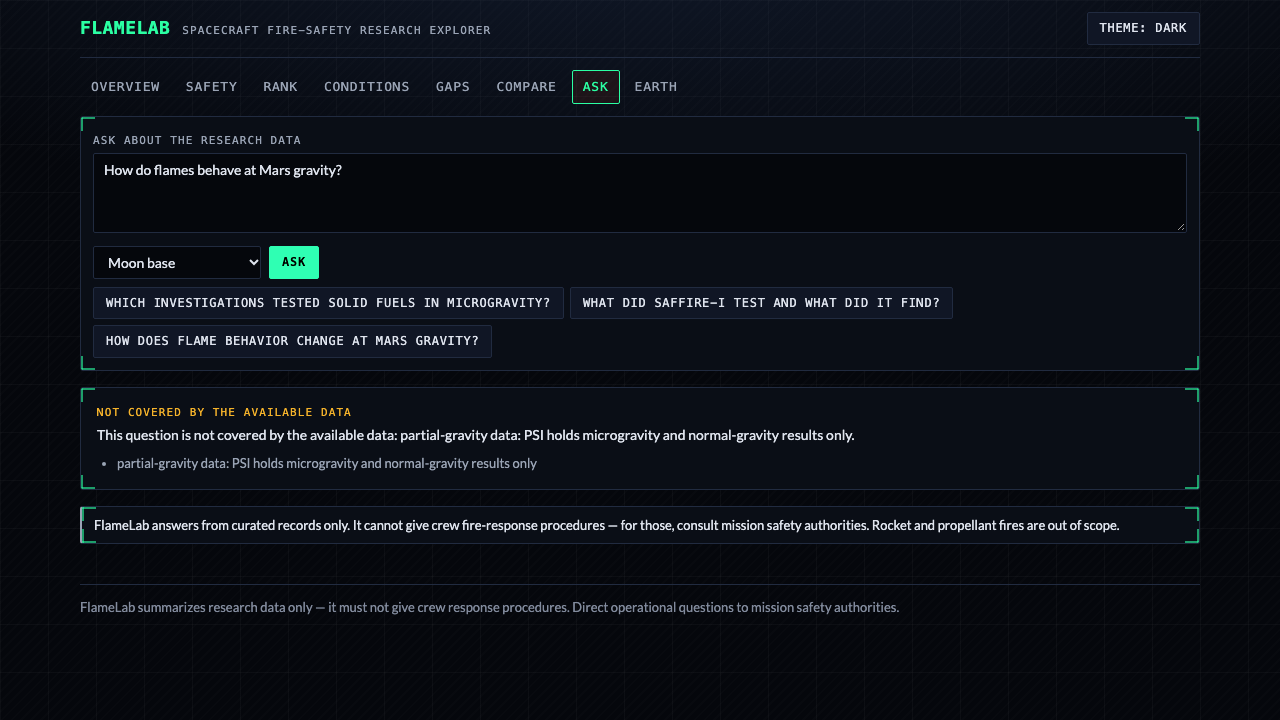 FLAMELAB SPACECRAFT FIRE-SAFETY RESEARCH EXPLORER
THEME: DARK
OVERVIEW SAFETY RANK CONDITIONS GAPS COMPARE ASK EARTH
ASK ABOUT THE RESEARCH DATA
How do flames behave at Mars gravity?
Moon base
ASK
WHICH INVESTIGATIONS TESTED SOLID FUELS IN MICROGRAVITY?
WHAT DID SAFFIRE-I TEST AND WHAT DID IT FIND?
HOW DOES FLAME BEHAVIOR CHANGE AT MARS GRAVITY?
NOT COVERED BY THE AVAILABLE DATA
This question is not covered by the available data: partial-gravity data: PSI holds microgravity and normal-gravity results only.
• partial-gravity data: PSI holds microgravity and normal-gravity results only
FlameLab answers from curated records only. It cannot give crew fire-response procedures — for those, consult mission safety authorities. Rocket and propellant fires are out of scope.
FlameLab summarizes research data only — it must not give crew response procedures. Direct operational questions to mission safety authorities.